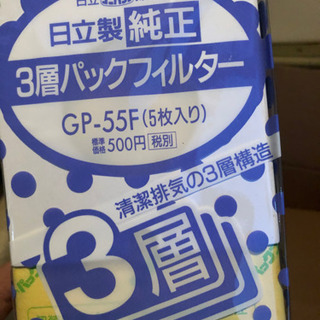 日立
日立製 純正
3層パックフィルター
GP-55F(5枚入り)
標準価格 500円 税別
清潔排気の3層構造
3層